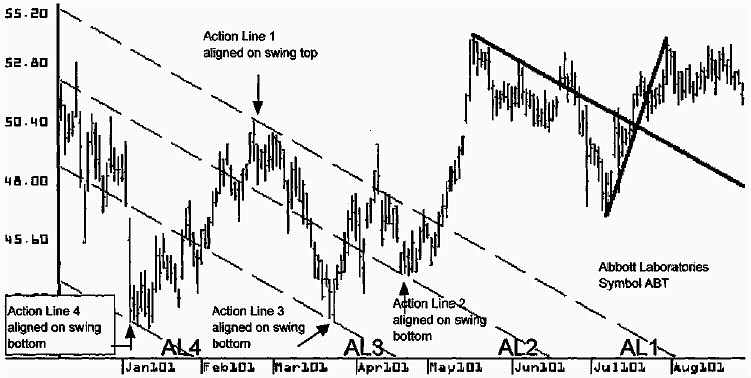 55.20
52.80
50.40
48.00
45.60
Action Line 1
aligned on swing top
Abbott Laboratories
Symbol ABT
Action Line 4
aligned on swing
bottom
Action Line 3
aligned on swing
bottom
Action Line 2
aligned on swing
bottom
AL4
AL3
AL2
AL1
Jan101
Feb101
Mar101
Apr101
May101
Jun101
Jul101
Aug101